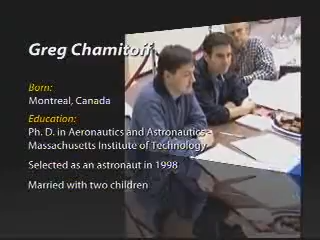 Greg Chamitoff
Born:
Montreal, Canada
Education:
Ph. D. in Aeronautics and Astronautics
Massachusetts Institute of Technology
Selected as an astronaut in 1998
Married with two children